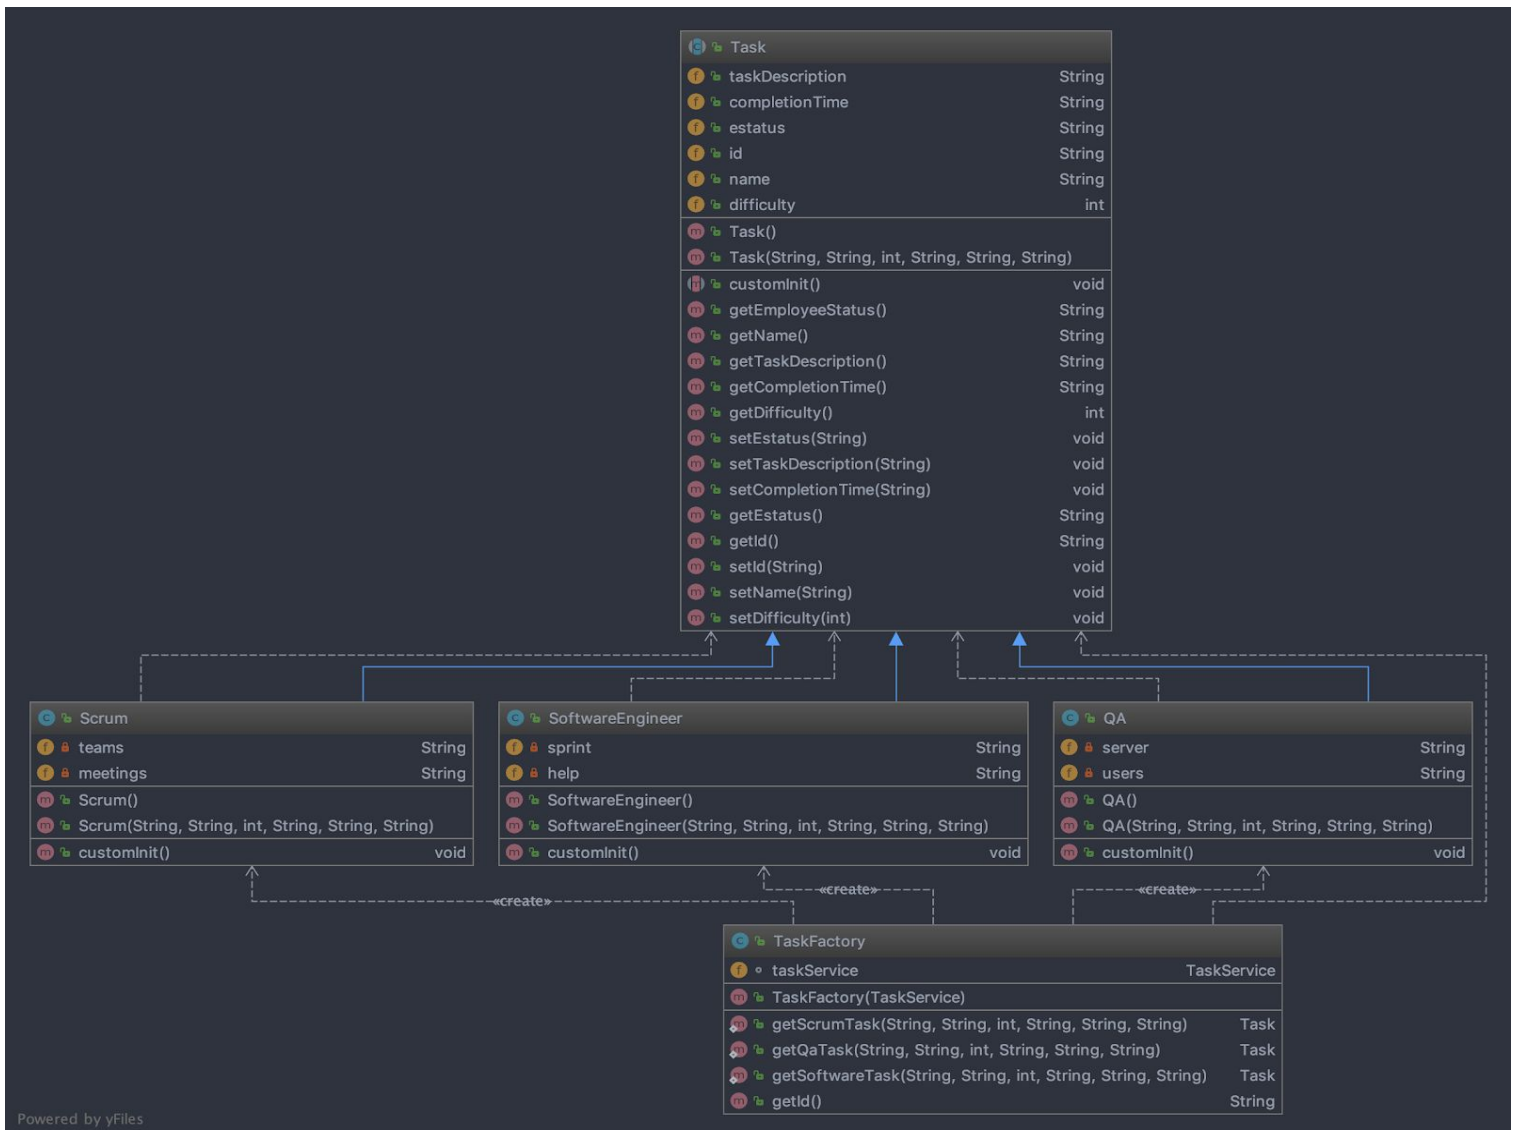 Task
taskDescription String
completionTime String
estatus String
id String
name String
difficulty int
Task()
Task(String, String, int, String, String, String)
customInit() void
getEmployeeStatus() String
getName() String
getTaskDescription() String
getCompletionTime() String
getDifficulty() int
setEstatus(String) void
setTaskDescription(String) void
setCompletionTime(String) void
getEstatus() String
getId() String
setId(String) void
setName(String) void
setDifficulty(int) void
Scrum
teams String
meetings String
Scrum()
Scrum(String, String, int, String, String, String)
customInit() void
SoftwareEngineer
sprint String
help String
SoftwareEngineer()
SoftwareEngineer(String, String, int, String, String, String)
customInit() void
QA
server String
users String
QA()
QA(String, String, int, String, String, String)
customInit() void
«create»
«create»
«create»
TaskFactory
taskService TaskService
TaskFactory(TaskService)
getScrumTask(String, String, int, String, String, String) Task
getQaTask(String, String, int, String, String, String) Task
getSoftwareTask(String, String, int, String, String, String) Task
getId() String
Powered by yFiles